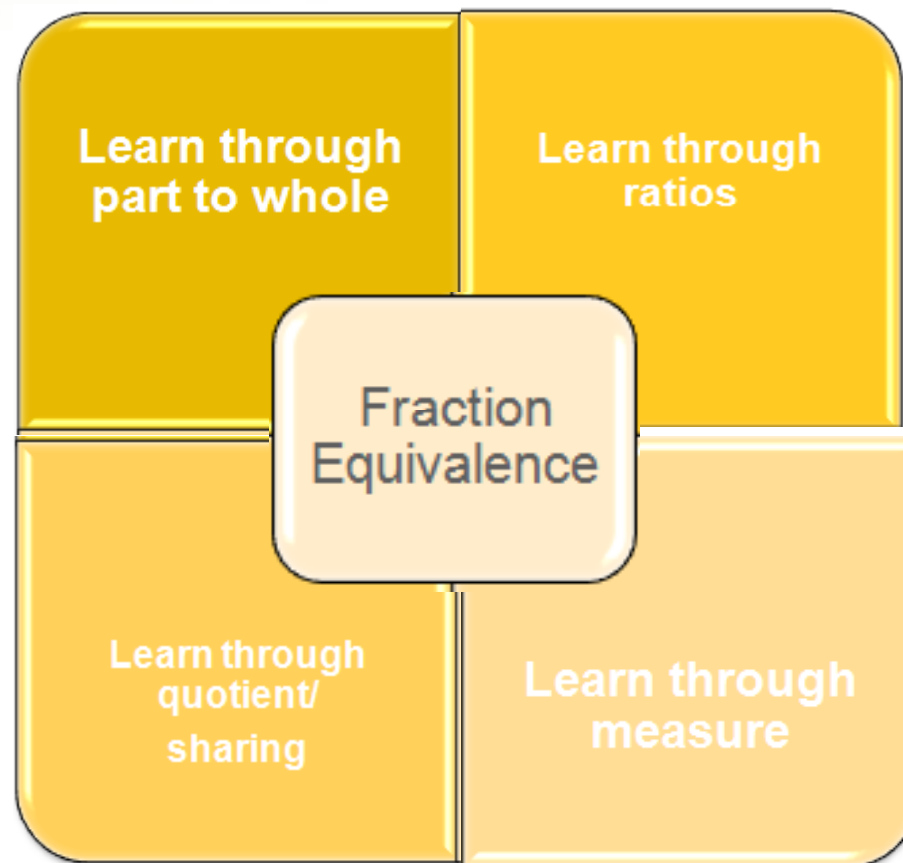 Learn through
part to whole
Learn through
ratios
Fraction
Equivalence
Learn through
quotient/
sharing
Learn through
measure